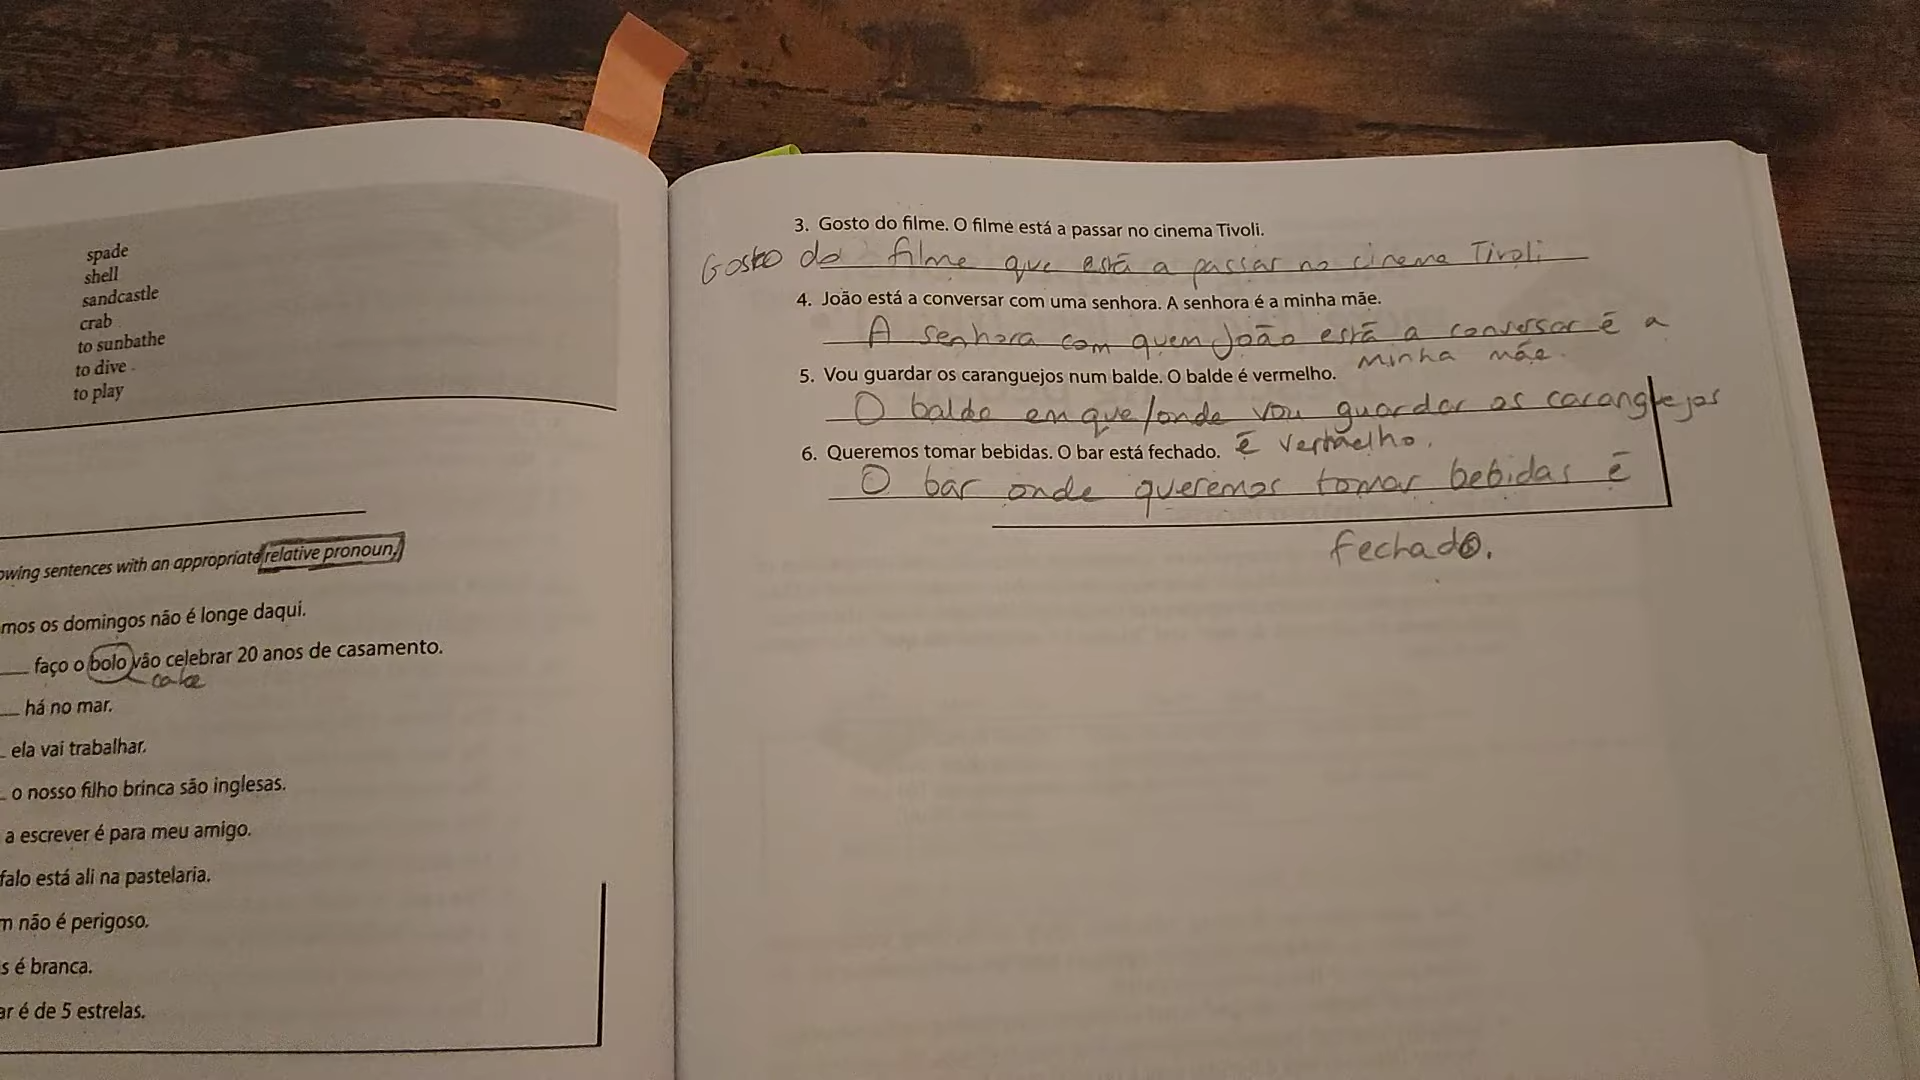 spade
shell
sandcastle
crab
to sunbathe
to dive
to play
owing sentences with an appropriate relative pronoun.
mos os domingos não é longe daqui.
___ faço o bolo vão celebrar 20 anos de casamento.
cake
__ há no mar.
_ ela vai trabalhar.
_ o nosso filho brinca são inglesas.
a escrever é para meu amigo.
falo está ali na pastelaria.
m não é perigoso.
s é branca.
ar é de 5 estrelas.
3. Gosto do filme. O filme está a passar no cinema Tivoli.
Gosto do filme que está a passar no cinema Tivoli
4. João está a conversar com uma senhora. A senhora é a minha mãe.
A senhora com quem João está a conversar é a
minha mãe.
5. Vou guardar os caranguejos num balde. O balde é vermelho.
O balde em que/onde vou guardar os caranguejos
é vermelho.
6. Queremos tomar bebidas. O bar está fechado.
O bar onde queremos tomar bebidas é
fechado.